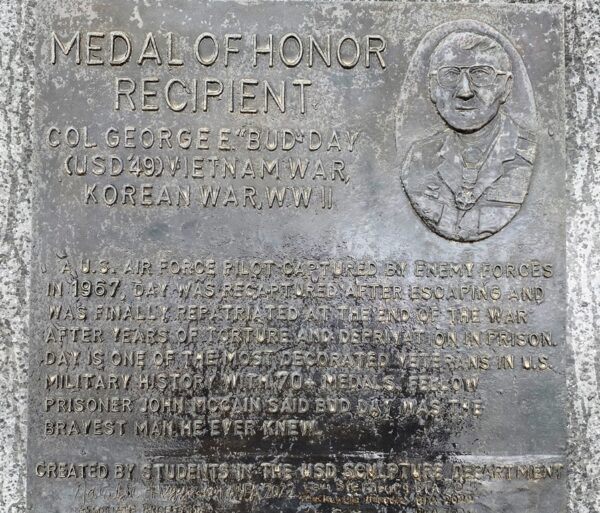 MEDAL OF HONOR
RECIPIENT
COL GEORGE E. "BUD" DAY
(USD '49) VIETNAM WAR,
KOREAN WAR, W.W II
A U.S. AIR FORCE PILOT CAPTURED BY ENEMY FORCES
IN 1967, DAY WAS RECAPTURED AFTER ESCAPING AND
WAS FINALLY REPATRIATED AT THE END OF THE WAR
AFTER YEARS OF TORTURE AND DEPRIVATION IN PRISON.
DAY IS ONE OF THE MOST DECORATED VETERANS IN U.S.
MILITARY HISTORY WITH 70+ MEDALS. FELLOW
PRISONER JOHN MCCAIN SAID BUD DAY WAS THE
BRAVEST MAN HE EVER KNEW.
CREATED BY STUDENTS IN THE USD SCULPTURE DEPARTMENT